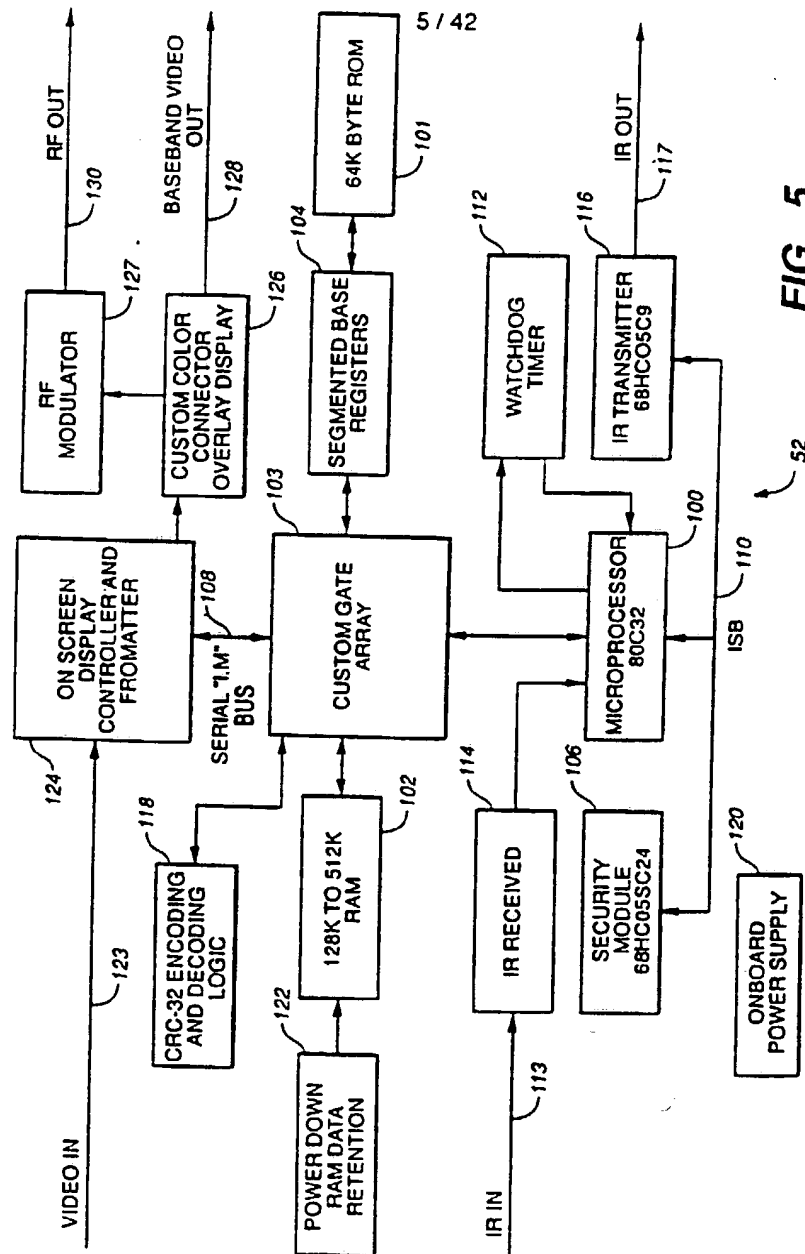 5 / 42
VIDEO IN
123
124
ON SCREEN
DISPLAY
CONTROLLER AND
FROMATTER
RF
MODULATOR
127
RF OUT
130
CUSTOM COLOR
CONNECTOR
OVERLAY DISPLAY
126
BASEBAND VIDEO
OUT
128
118
CRC-32 ENCODING
AND DECODING
LOGIC
SERIAL "I.M"
BUS
108
122
POWER DOWN
RAM DATA
RETENTION
128K TO 512K
RAM
102
CUSTOM GATE
ARRAY
103
SEGMENTED BASE
REGISTERS
104
64K BYTE ROM
101
IR IN
113
IR RECEIVED
114
WATCHDOG
TIMER
112
SECURITY
MODULE
68HC05SC24
106
MICROPROCESSOR
80C32
100
IR TRANSMITTER
68HCO5C9
116
IR OUT
117
ISB
110
ONBOARD
POWER SUPPLY
120
52
FIG. 5